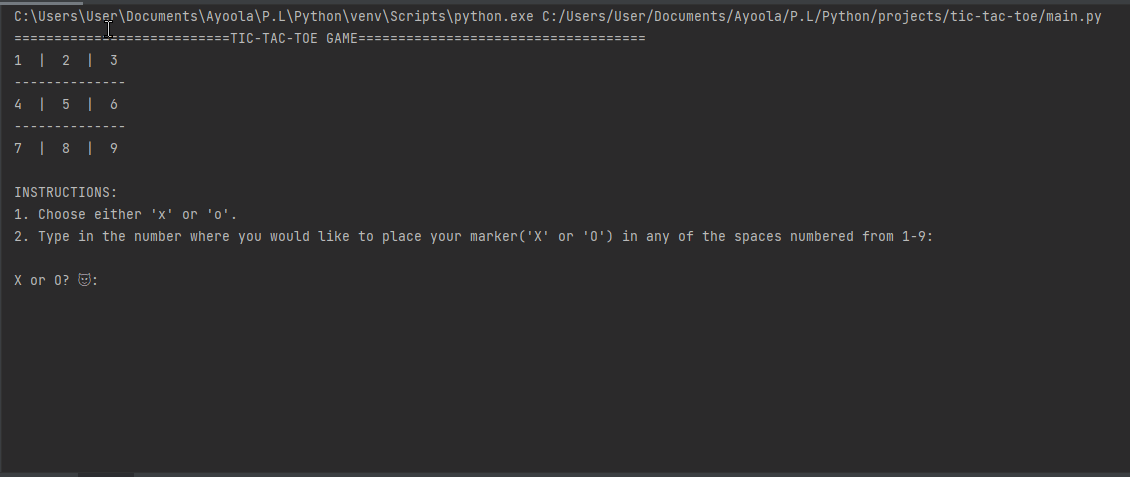 C:\Users\User\Documents\Ayoola\P.L\Python\venv\Scripts\python.exe C:/Users/User/Documents/Ayoola/P.L/Python/projects/tic-tac-toe/main.py
===========================TIC-TAC-TOE GAME====================================
1  |  2  |  3
--------------
4  |  5  |  6
--------------
7  |  8  |  9
INSTRUCTIONS:
1. Choose either 'x' or 'o'.
2. Type in the number where you would like to place your marker('X' or 'O') in any of the spaces numbered from 1-9:
X or O? 😈: